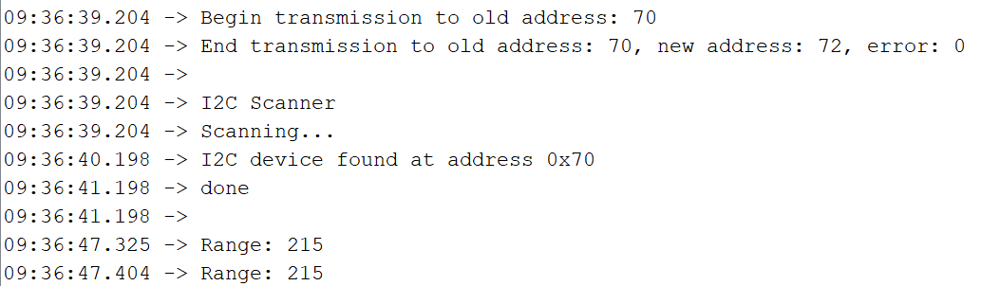 09:36:39.204 -> Begin transmission to old address: 70
09:36:39.204 -> End transmission to old address: 70, new address: 72, error: 0
09:36:39.204 ->
09:36:39.204 -> I2C Scanner
09:36:39.204 -> Scanning...
09:36:40.198 -> I2C device found at address 0x70
09:36:41.198 -> done
09:36:41.198 ->
09:36:47.325 -> Range: 215
09:36:47.404 -> Range: 215